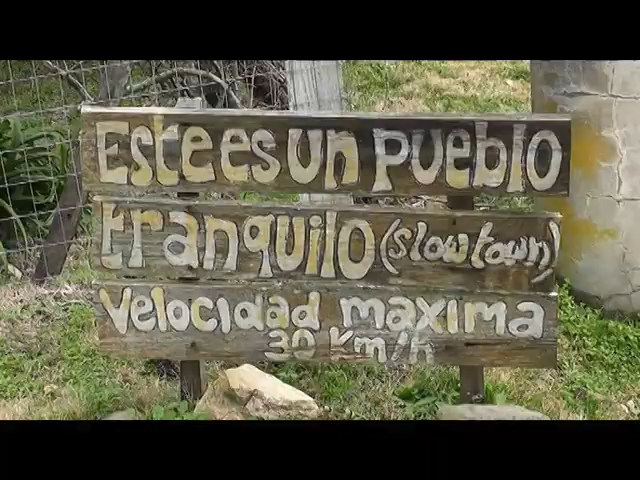 Este es un pueblo
tranquilo (slow town)
Velocidad maxima
30 km/h